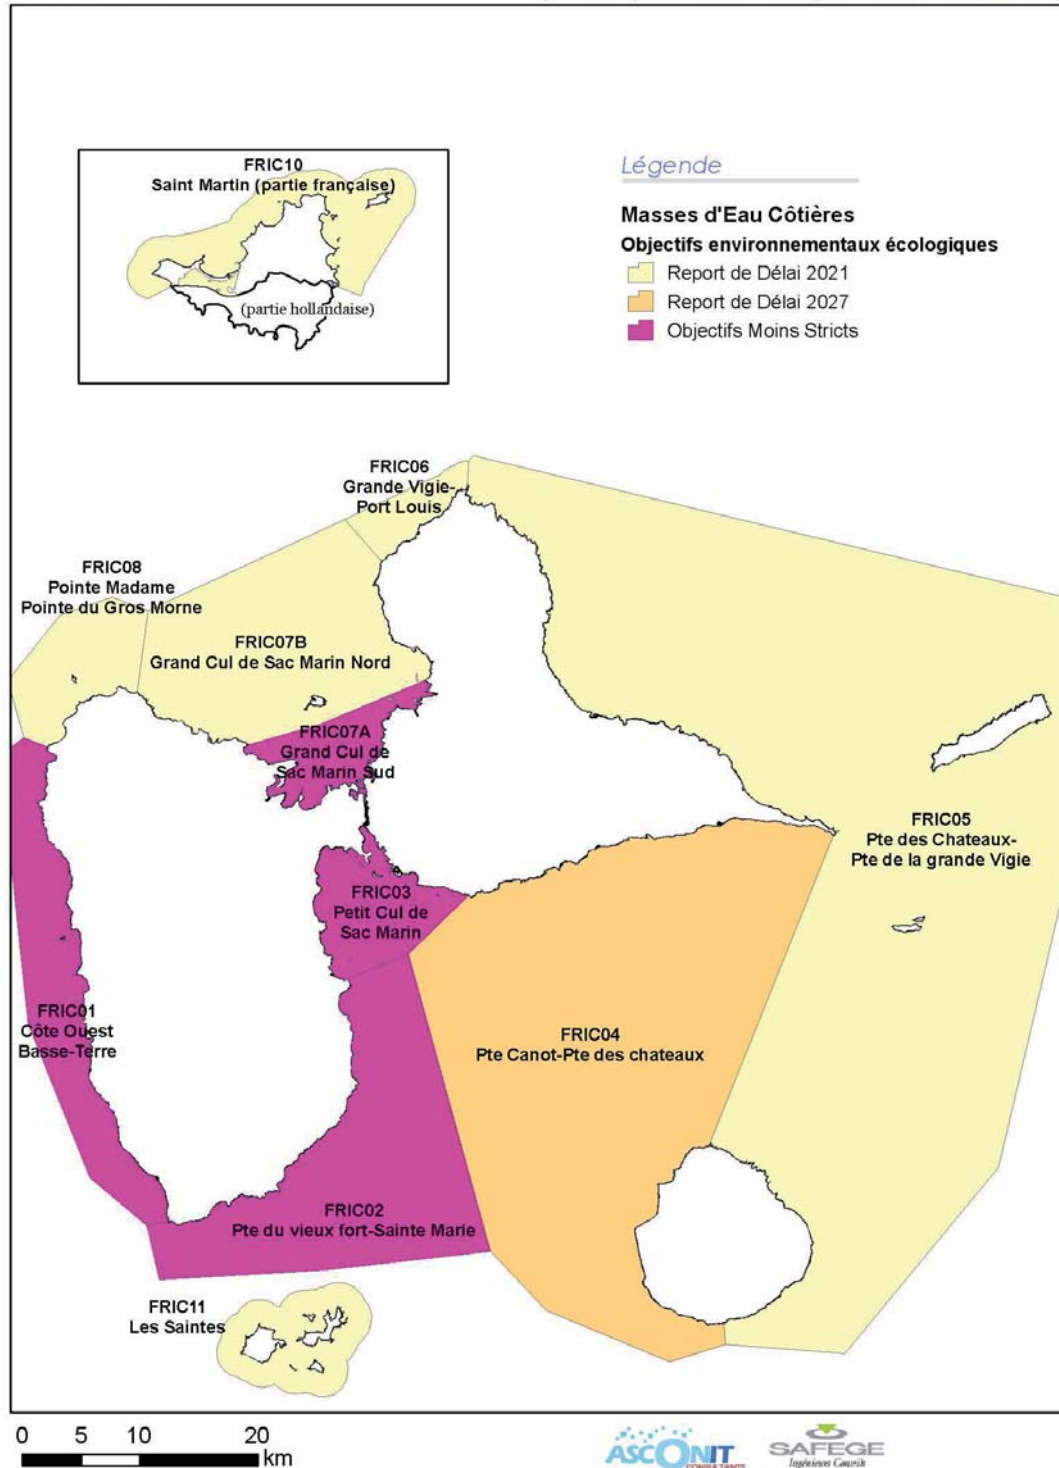 FRIC10
Saint Martin (partie française)
(partie hollandaise)
Légende
Masses d'Eau Côtières
Objectifs environnementaux écologiques
Report de Délai 2021
Report de Délai 2027
Objectifs Moins Stricts
FRIC06
Grande Vigie-
Port Louis
FRIC08
Pointe Madame
Pointe du Gros Morne
FRIC07B
Grand Cul de Sac Marin Nord
FRIC07A
Grand Cul de
Sac Marin Sud
FRIC05
Pte des Chateaux-
Pte de la grande Vigie
FRIC03
Petit Cul de
Sac Marin
FRIC01
Côte Ouest
Basse-Terre
FRIC04
Pte Canot-Pte des chateaux
FRIC02
Pte du vieux fort-Sainte Marie
FRIC11
Les Saintes
0 5 10 20
km
ASCONIT
CONSULTANTS
SAFEGE
Ingénieurs Conseils